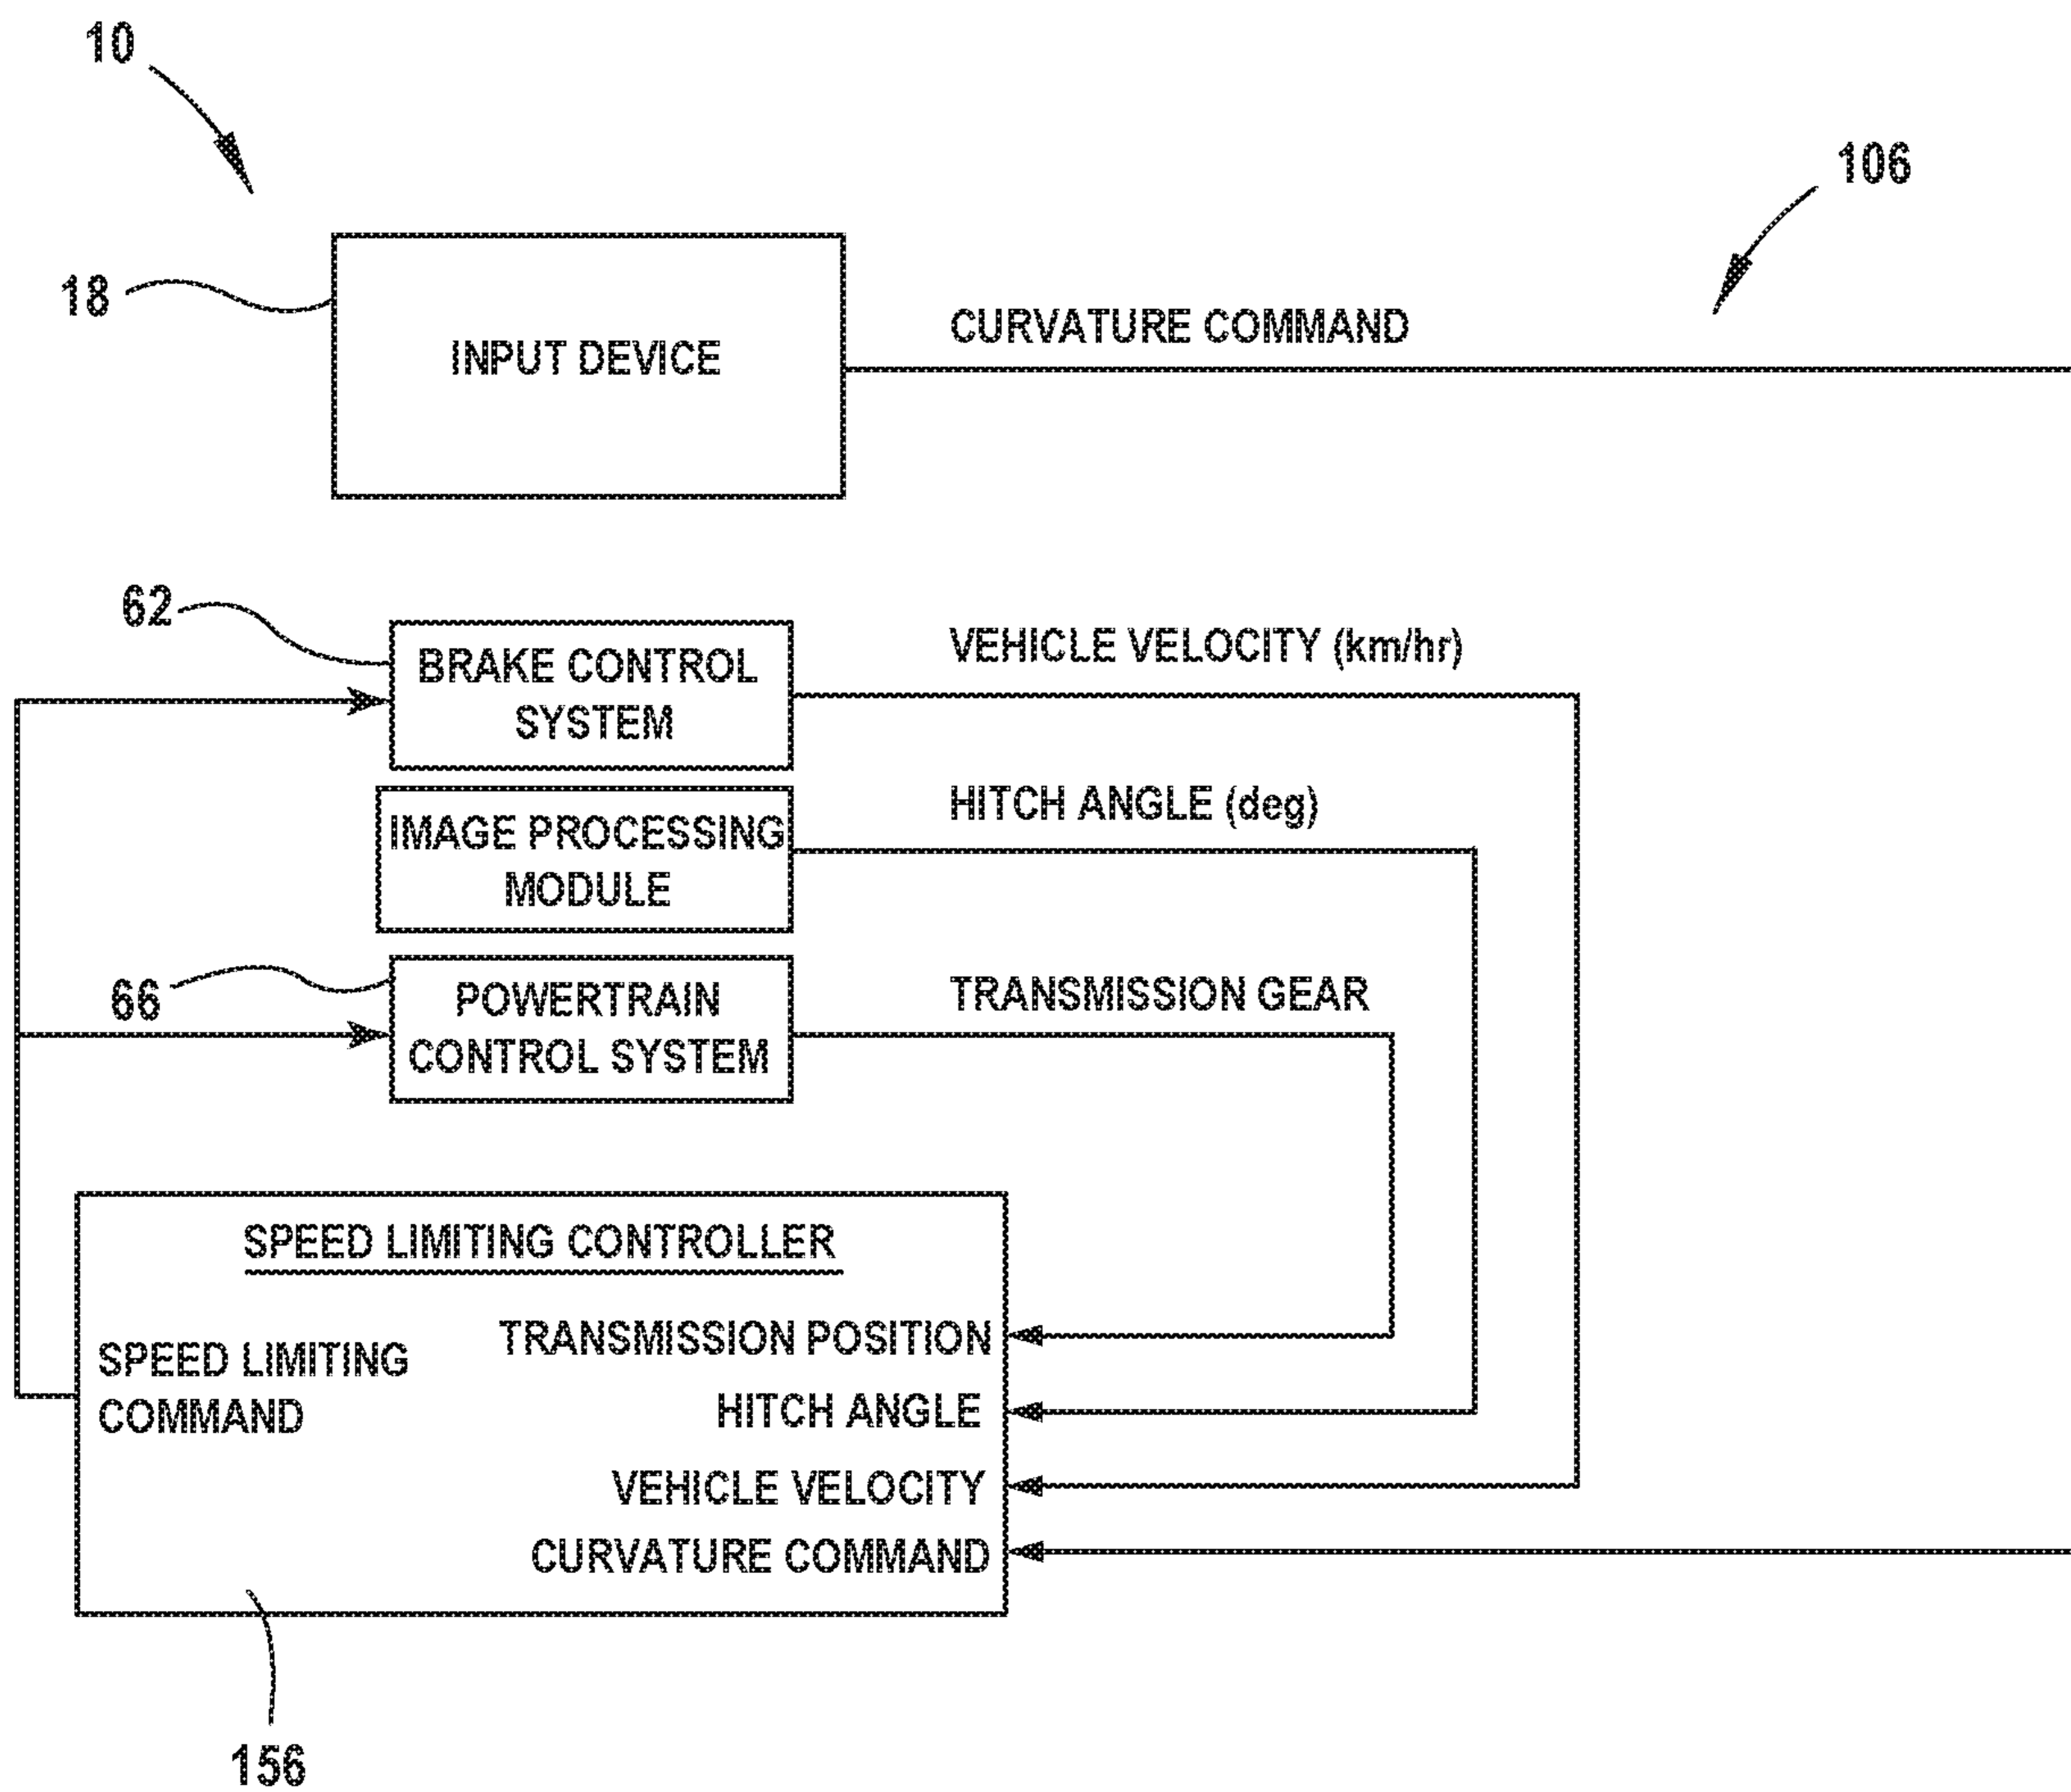 10
106
18
INPUT DEVICE
CURVATURE COMMAND
62
BRAKE CONTROL
SYSTEM
VEHICLE VELOCITY (km/hr)
IMAGE PROCESSING
MODULE
HITCH ANGLE (deg)
66
POWERTRAIN
CONTROL SYSTEM
TRANSMISSION GEAR
SPEED LIMITING CONTROLLER
SPEED LIMITING
COMMAND
TRANSMISSION POSITION
HITCH ANGLE
VEHICLE VELOCITY
CURVATURE COMMAND
156